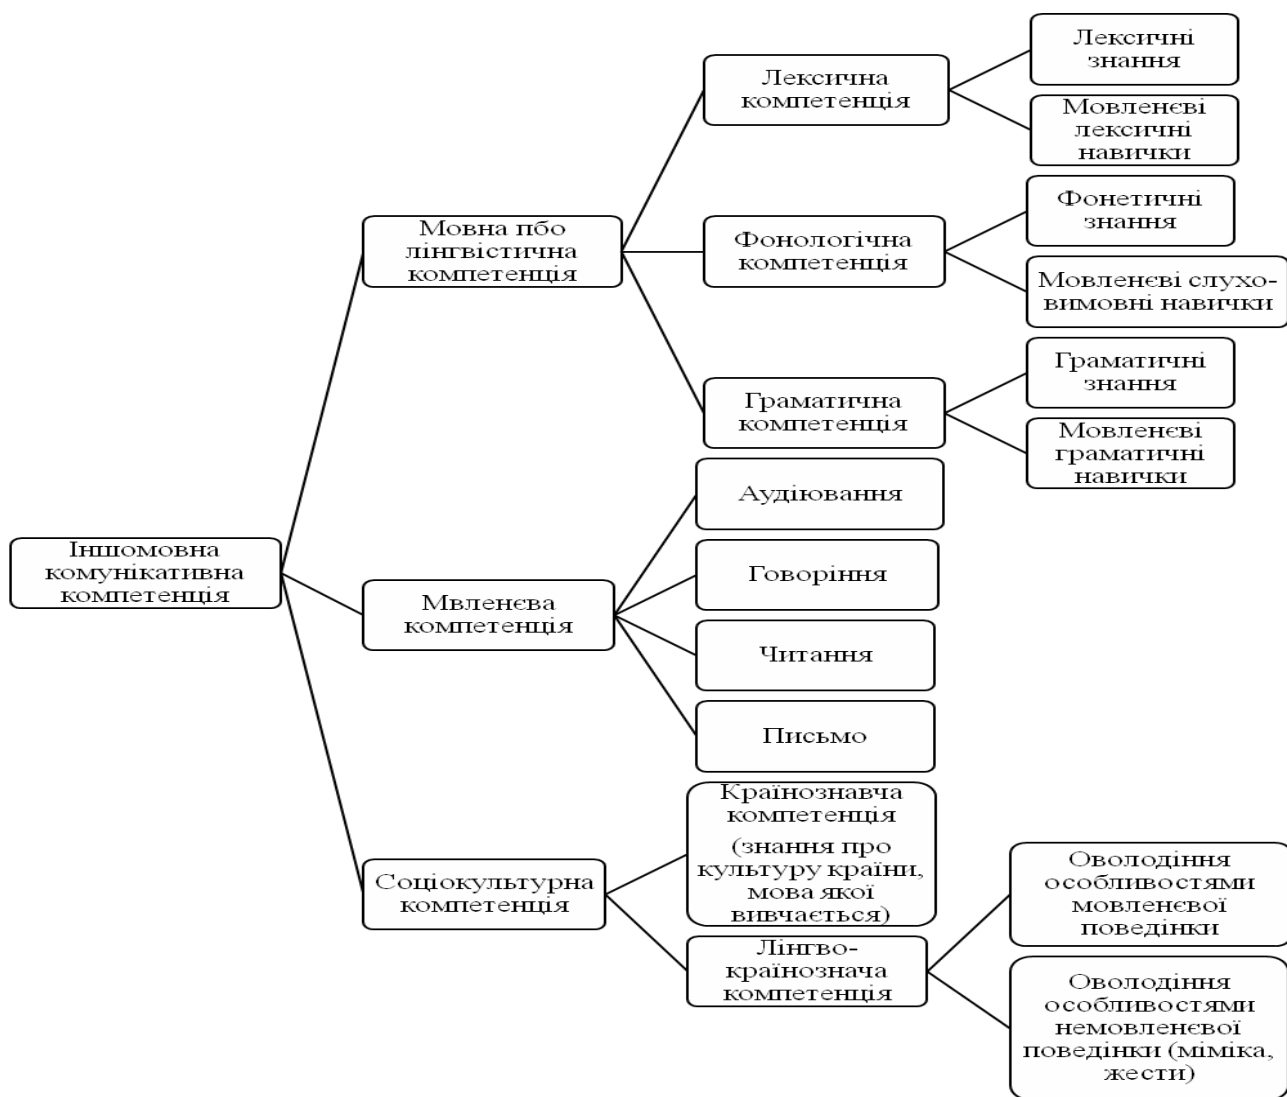 Лексичні
знання
Лексична
компетенція
Мовленєві
лексичні
навички
Фонетичні
знання
Мовна пбо
лінгвістична
компетенція
Фонологічна
компетенція
Мовленєві слухо-
вимовні навички
Граматичні
знання
Граматична
компетенція
Мовленєві
граматичні
навички
Аудіювання
Іншомовна
комунікативна
компетенція
Говоріння
Мвленєва
компетенція
Читання
Письмо
Країнознавча
компетенція
(знання про
культуру країни,
мова якої
вивчається)
Соціокультурна
компетенція
Оволодіння
особливостями
мовленєвої
поведінки
Лінгво-
країнознача
компетенція
Оволодіння
особливостями
немовленєвої
поведінки (міміка,
жести)